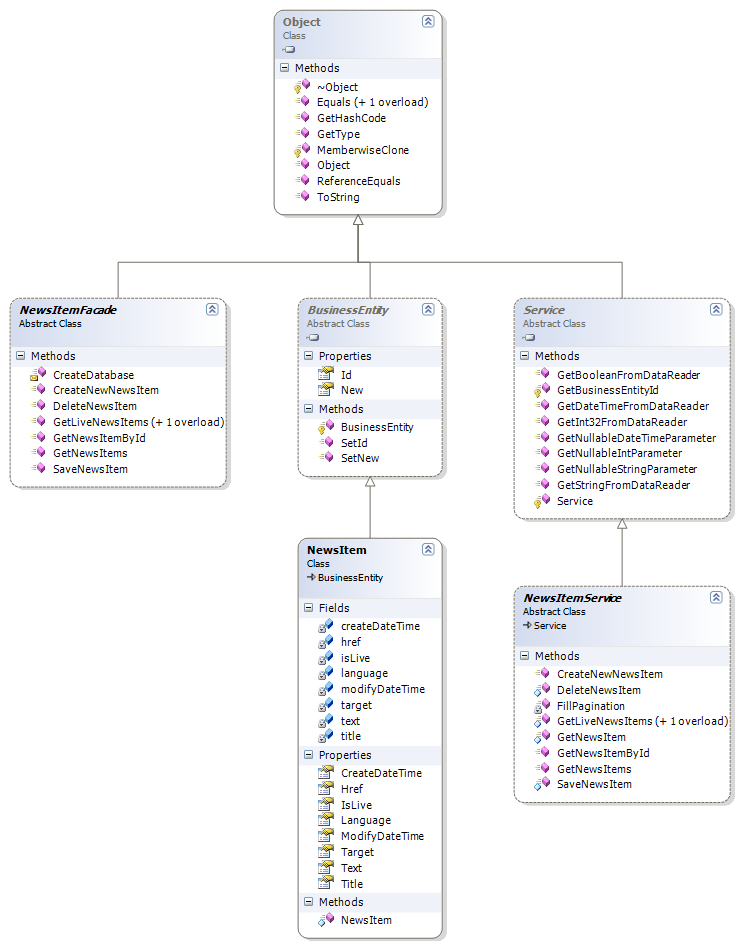 Object
Class
Methods
~Object
Equals (+ 1 overload)
GetHashCode
GetType
MemberwiseClone
Object
ReferenceEquals
ToString
NewsItemFacade
Abstract Class
Methods
CreateDatabase
CreateNewNewsItem
DeleteNewsItem
GetLiveNewsItems (+ 1 overload)
GetNewsItemById
GetNewsItems
SaveNewsItem
BusinessEntity
Abstract Class
Properties
Id
New
Methods
BusinessEntity
SetId
SetNew
Service
Abstract Class
Methods
GetBooleanFromDataReader
GetBusinessEntityId
GetDateTimeFromDataReader
GetInt32FromDataReader
GetNullableDateTimeParameter
GetNullableIntParameter
GetNullableStringParameter
GetStringFromDataReader
Service
NewsItem
Class
BusinessEntity
Fields
createDateTime
href
isLive
language
modifyDateTime
target
text
title
Properties
CreateDateTime
Href
IsLive
Language
ModifyDateTime
Target
Text
Title
Methods
NewsItem
NewsItemService
Abstract Class
Service
Methods
CreateNewNewsItem
DeleteNewsItem
FillPagination
GetLiveNewsItems (+ 1 overload)
GetNewsItem
GetNewsItemById
GetNewsItems
SaveNewsItem